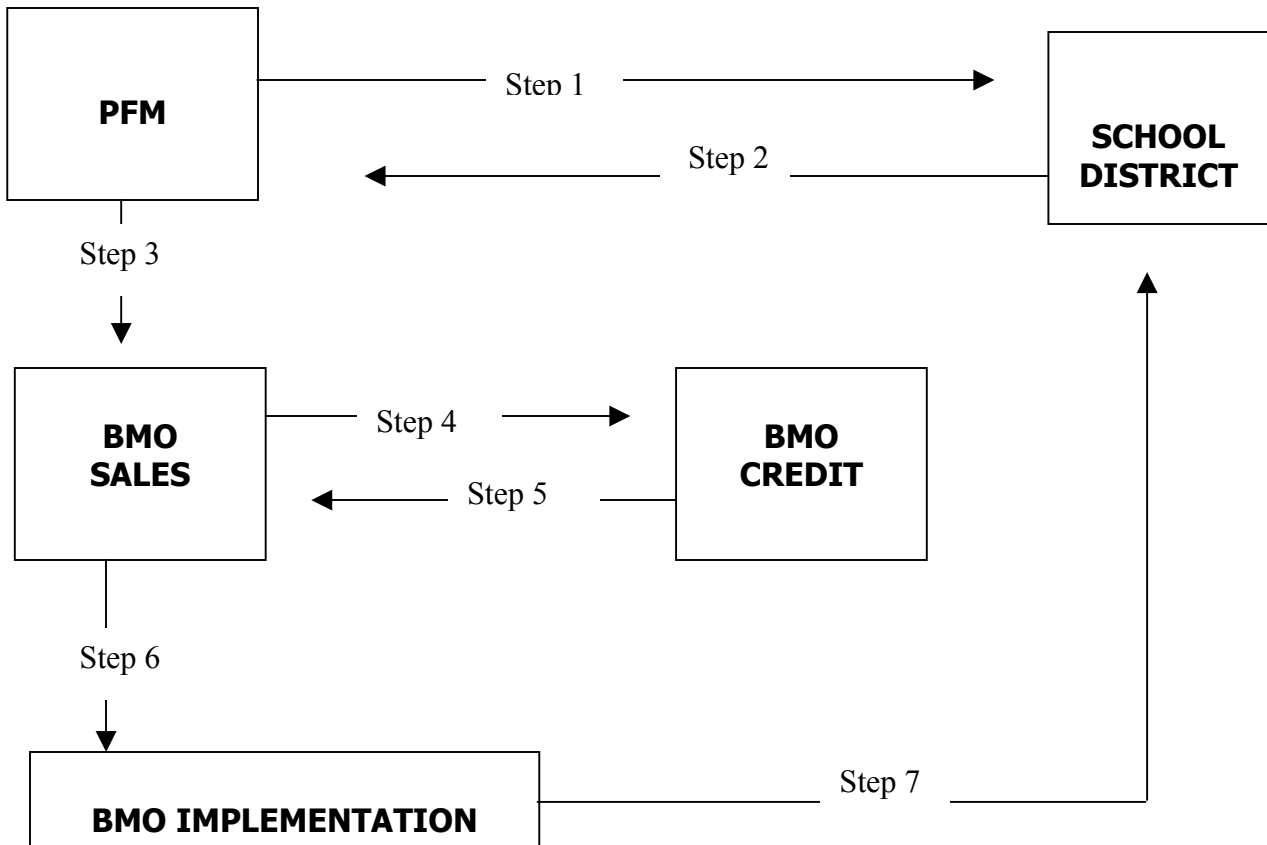 PFM
Step 1
SCHOOL
DISTRICT
Step 2
Step 3
BMO
SALES
Step 4
BMO
CREDIT
Step 5
Step 6
Step 7
BMO IMPLEMENTATION